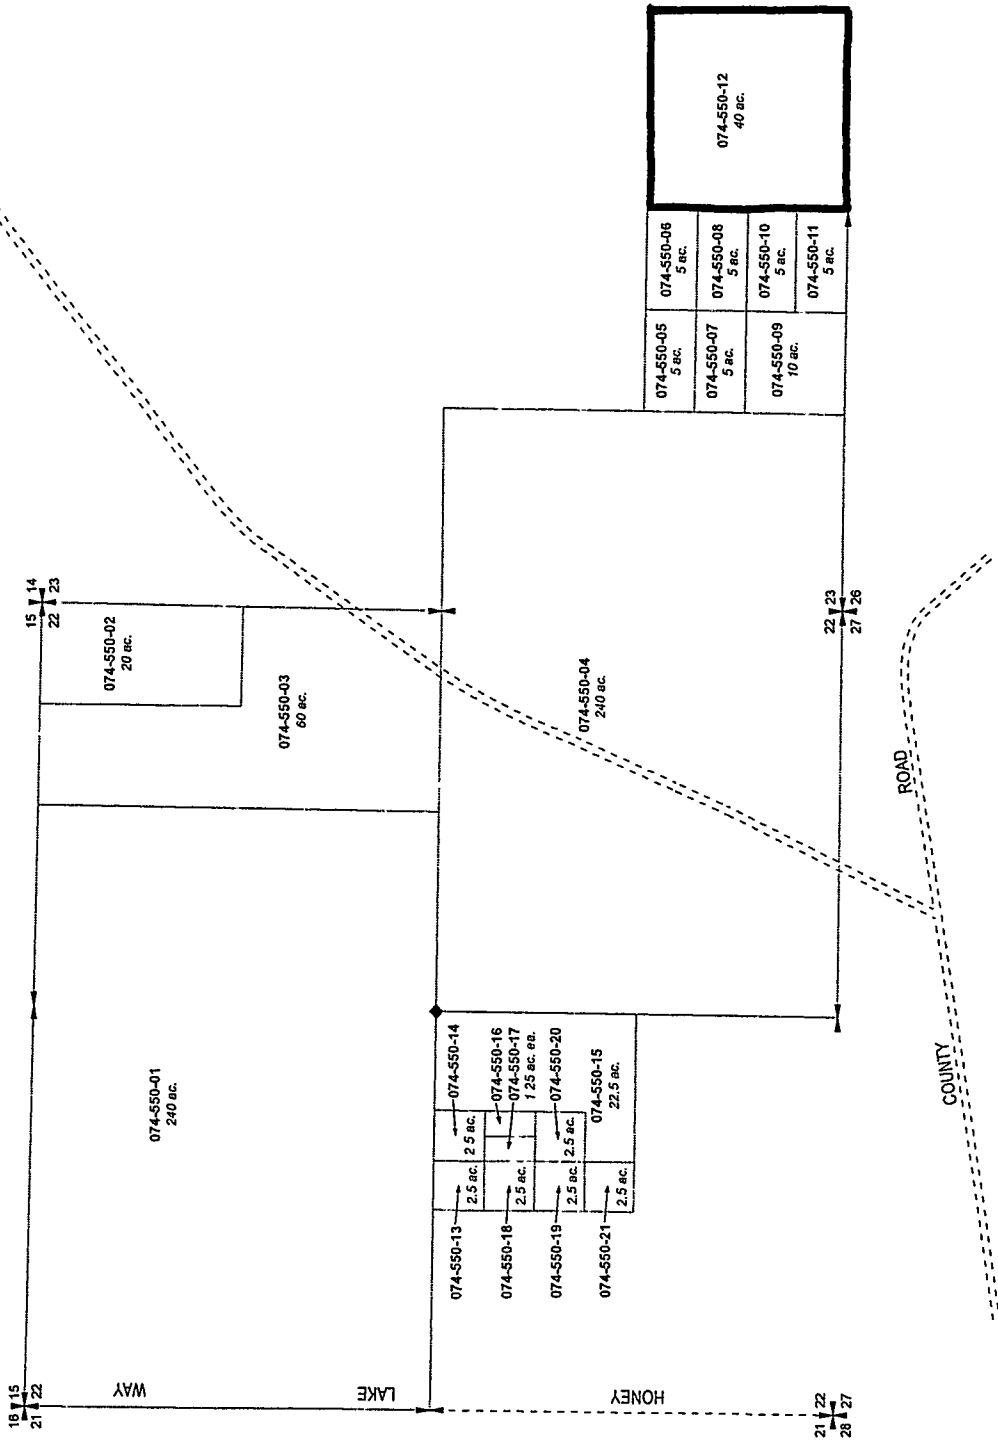 074-550-12
40 ac.
074-550-06
5 ac.
074-550-08
5 ac.
074-550-10
5 ac.
074-550-11
5 ac.
074-550-05
5 ac.
074-550-07
5 ac.
074-550-09
10 ac.
15 14
22 23
074-550-02
20 ac.
074-550-03
60 ac.
074-550-04
240 ac.
22 23
27 26
ROAD
COUNTY
074-550-01
240 ac.
074-550-14
2.5 ac.
074-550-16
074-550-17
1.25 ac. ea.
074-550-20
2.5 ac.
074-550-15
22.5 ac.
074-550-13
2.5 ac.
074-550-18
2.5 ac.
074-550-19
2.5 ac.
074-550-21
2.5 ac.
16 15
21 22
HONEY
LAKE
WAY
21 22
28 27